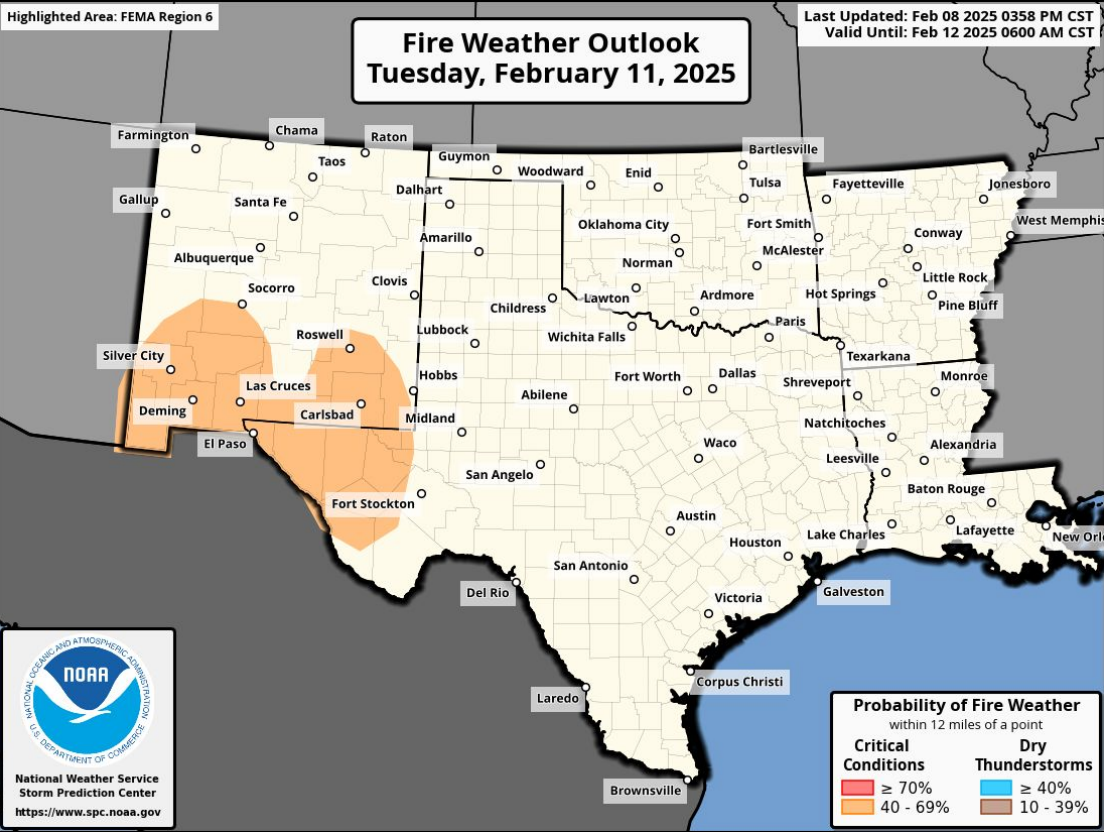 Highlighted Area: FEMA Region 6
Last Updated: Feb 08 2025 0358 PM CST
Valid Until: Feb 12 2025 0600 AM CST
Fire Weather Outlook
Tuesday, February 11, 2025
Farmington
Chama
Raton
Guymon
Bartlesville
Taos
Woodward
Enid
Tulsa
Fayetteville
Jonesboro
Dalhart
Gallup
Santa Fe
West Memphis
Oklahoma City
Fort Smith
Conway
Amarillo
McAlester
Albuquerque
Norman
Little Rock
Socorro
Clovis
Childress
Lawton
Ardmore
Hot Springs
Pine Bluff
Roswell
Lubbock
Wichita Falls
Paris
Silver City
Texarkana
Las Cruces
Hobbs
Fort Worth
Dallas
Shreveport
Monroe
Deming
Carlsbad
Midland
Abilene
Natchitoches
El Paso
Waco
Alexandria
San Angelo
Leesville
Fort Stockton
Baton Rouge
Austin
Lake Charles
Lafayette
New Orl
Houston
San Antonio
Del Rio
Victoria
Galveston
Laredo
Corpus Christi
Brownsville
NATIONAL OCEANIC AND ATMOSPHERIC ADMINISTRATION
NOAA
U.S. DEPARTMENT OF COMMERCE
National Weather Service
Storm Prediction Center
https://www.spc.noaa.gov
Probability of Fire Weather
within 12 miles of a point
Critical Conditions
≥ 70%
40 - 69%
Dry Thunderstorms
≥ 40%
10 - 39%